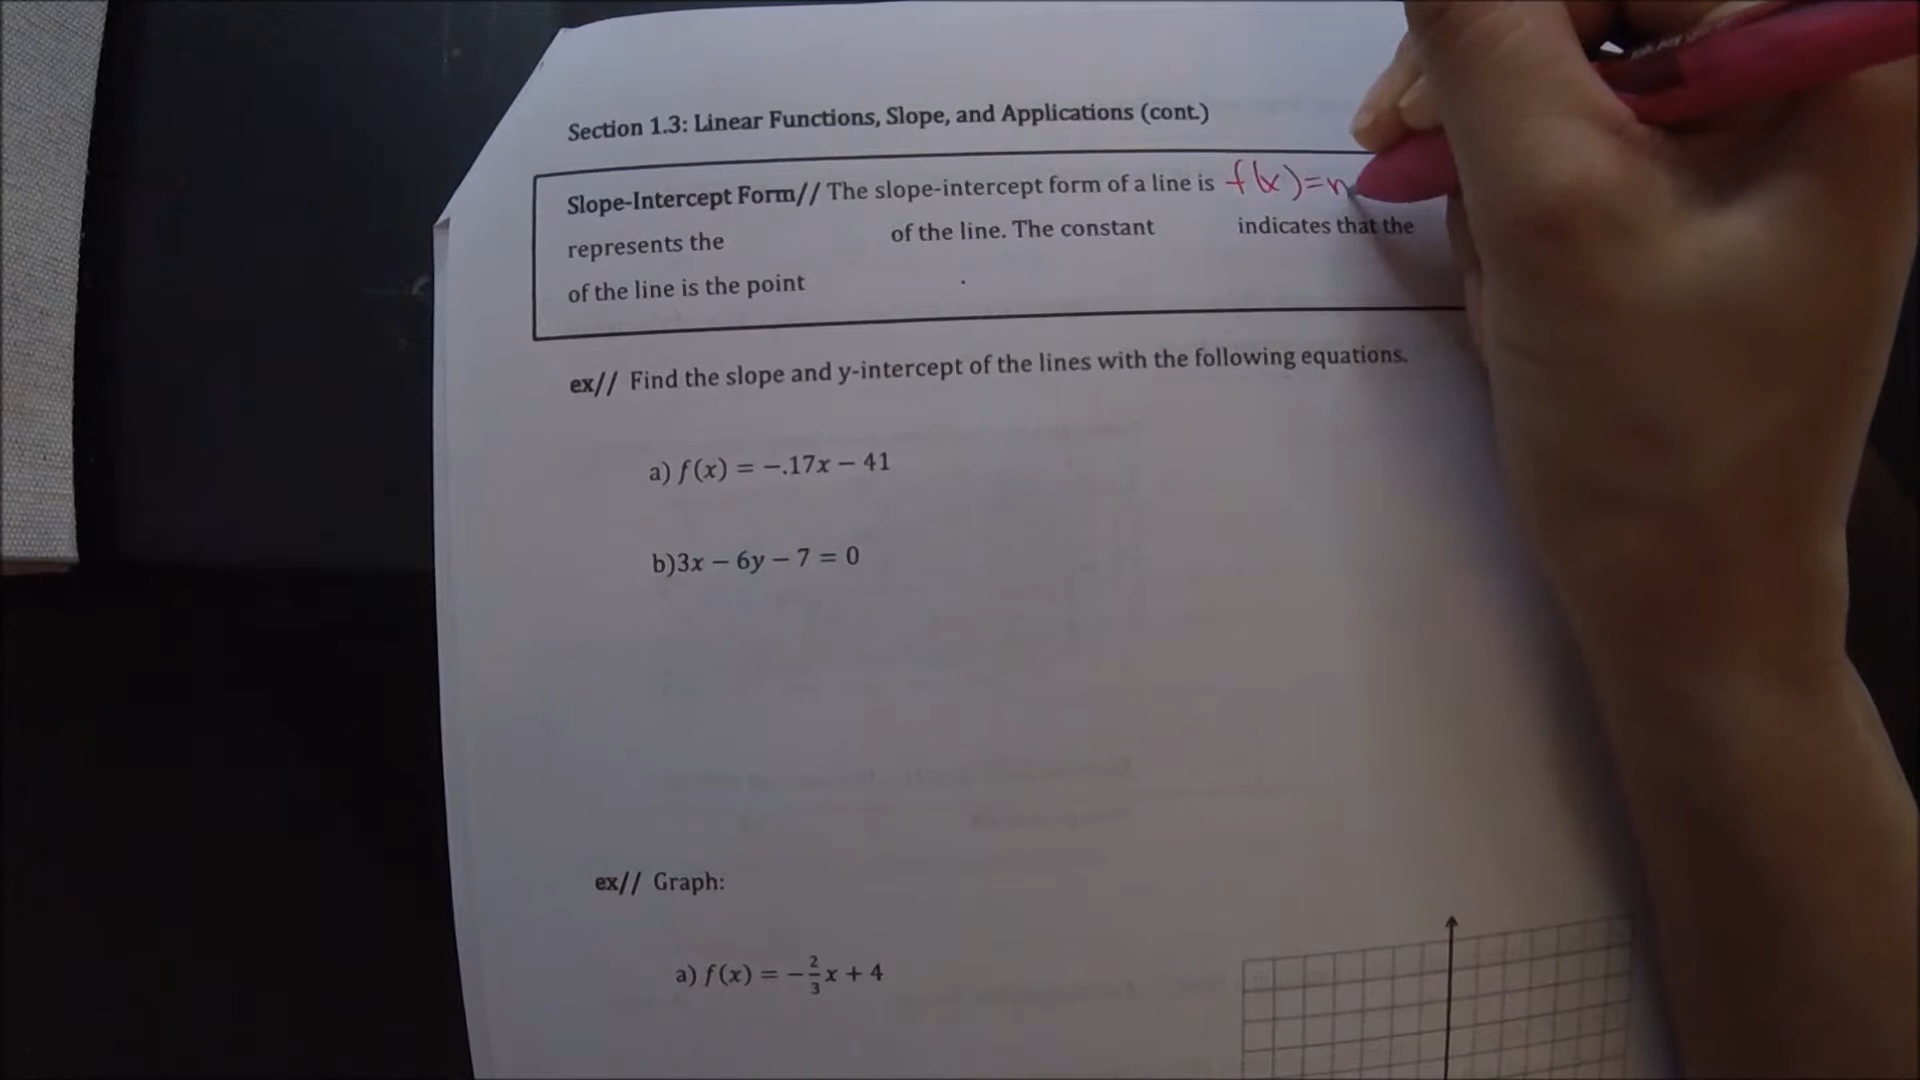 Section 1.3: Linear Functions, Slope, and Applications (cont.)
Slope-Intercept Form// The slope-intercept form of a line is f(x)=m
represents the of the line. The constant indicates that the
of the line is the point .
ex// Find the slope and y-intercept of the lines with the following equations.
a) f(x) = −.17x − 41
b)3x − 6y − 7 = 0
ex// Graph:
a) f(x) = −2/3x + 4